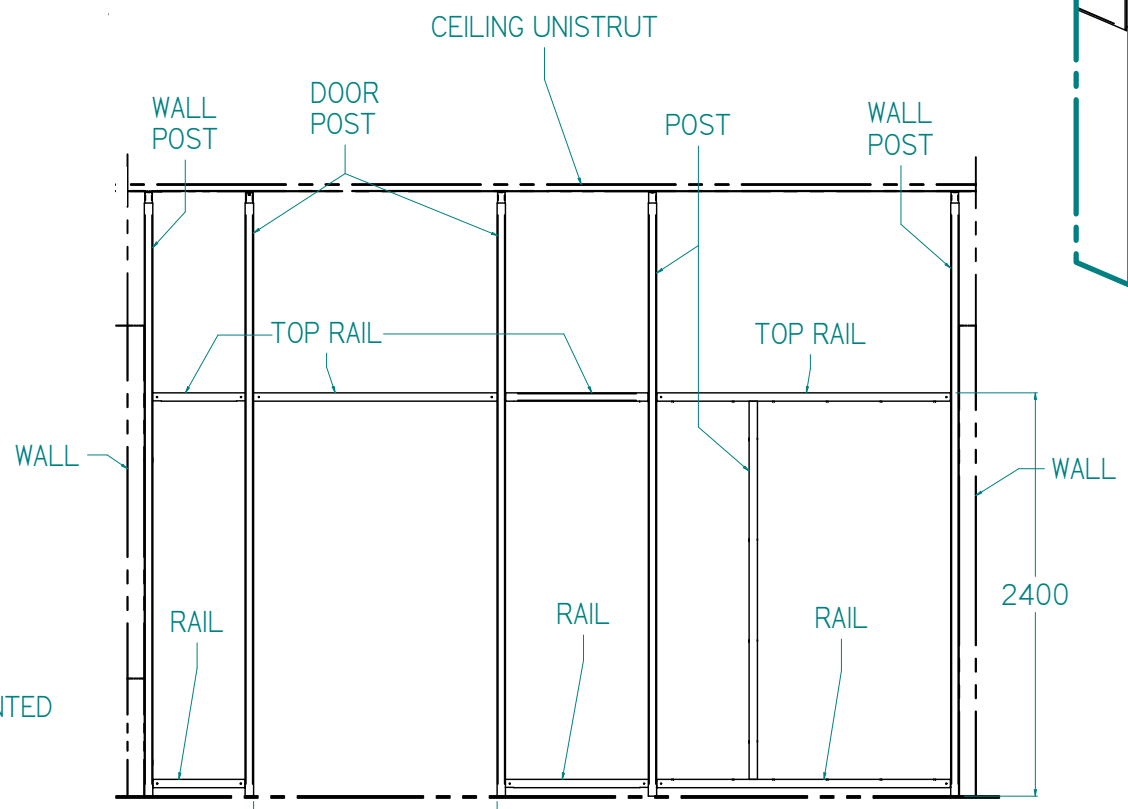 CEILING UNISTRUT
WALL
POST
DOOR
POST
POST
WALL
POST
TOP RAIL
TOP RAIL
WALL
WALL
2400
RAIL
RAIL
RAIL
NTED